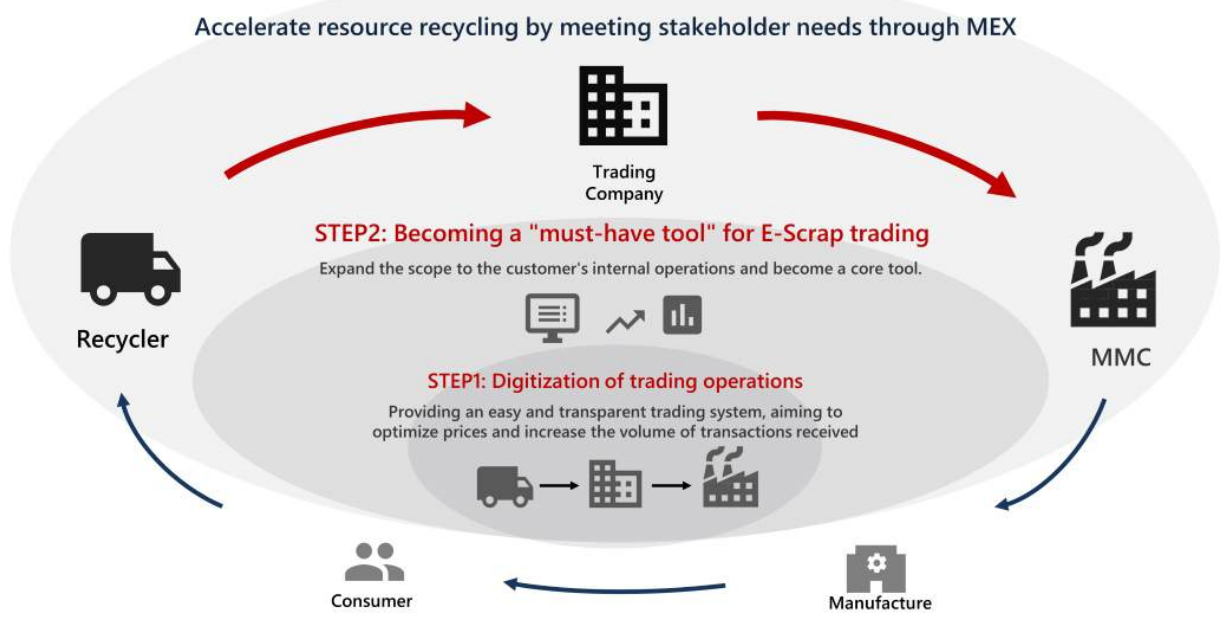 Accelerate resource recycling by meeting stakeholder needs through MEX
Trading
Company
STEP2: Becoming a "must-have tool" for E-Scrap trading
Expand the scope to the customer's internal operations and become a core tool.
Recycler
MMC
STEP1: Digitization of trading operations
Providing an easy and transparent trading system, aiming to
optimize prices and increase the volume of transactions received
Consumer
Manufacture